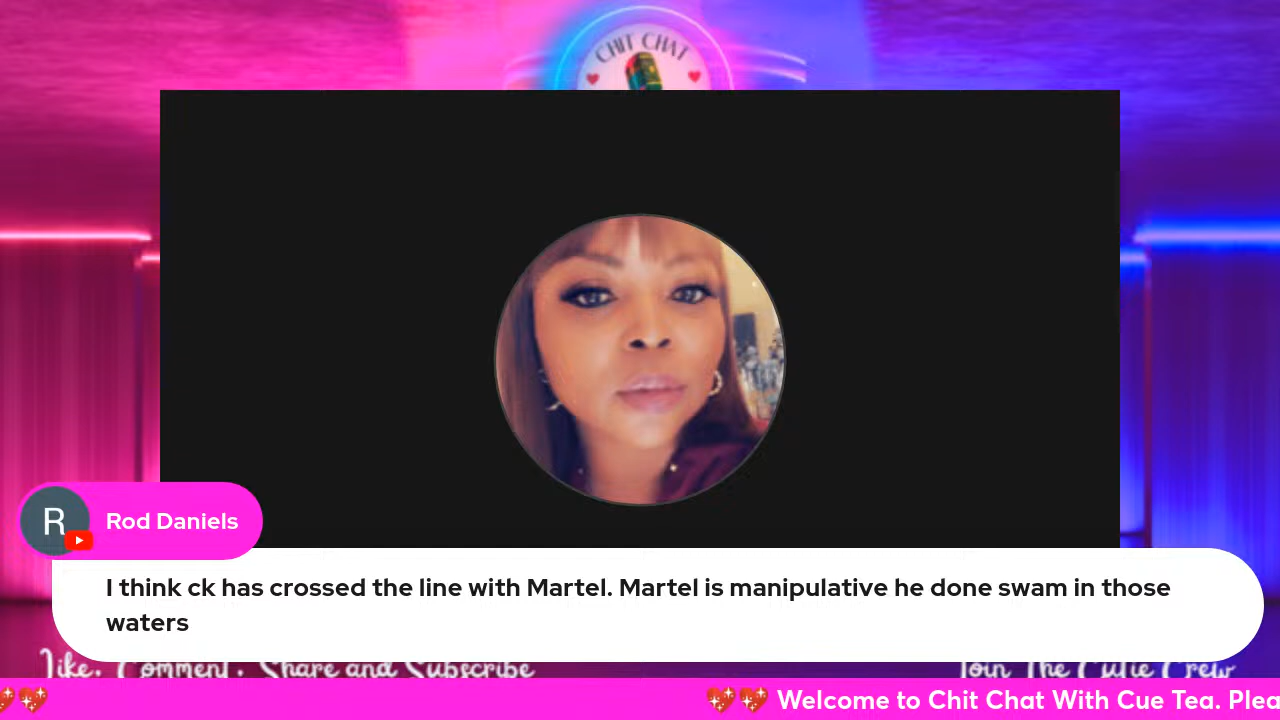 CHIT CHAT
R
Rod Daniels
I think ck has crossed the line with Martel. Martel is manipulative he done swam in those
waters
Like. Comment. Share and Subscribe
Join The Cutie Crew
Welcome to Chit Chat With Cue Tea. Plea